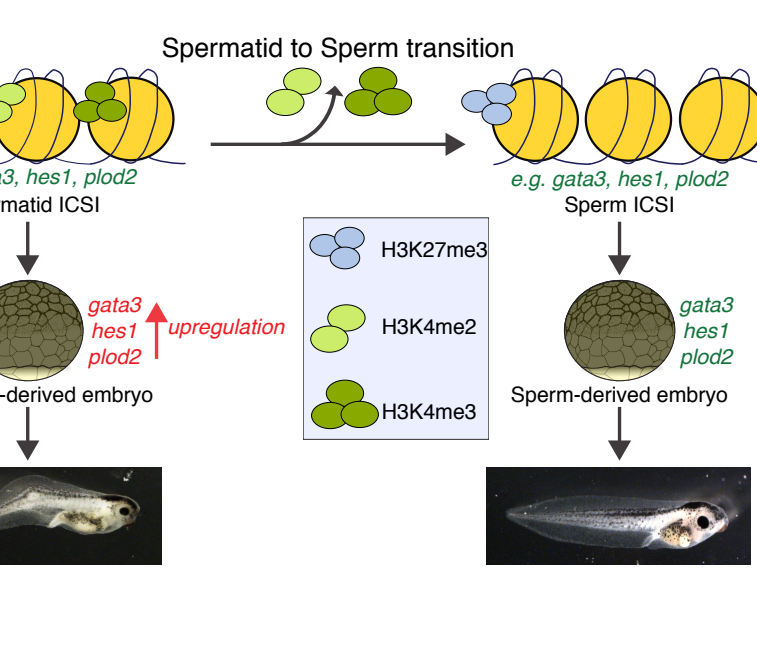 Spermatid to Sperm transition
a3, hes1, plod2
e.g. gata3, hes1, plod2
rmatid ICSI
Sperm ICSI
H3K27me3
H3K4me2
H3K4me3
gata3
hes1
plod2
upregulation
gata3
hes1
plod2
-derived embryo
Sperm-derived embryo